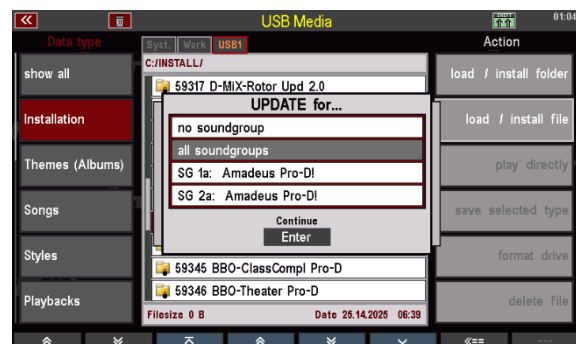 USB Media
SHIFT
01:04
Data type
Syst.
Work
USB1
Action
C:/INSTALL/
show all
59317 D-MiX-Rotor Upd 2.0
load / install folder
UPDATE for...
no soundgroup
Installation
load / install file
all soundgroups
Themes (Albums)
SG 1a: Amadeus Pro-D!
play directly
SG 2a: Amadeus Pro-D!
Songs
save selected type
Continue
Enter
Styles
59345 BBO-ClassCompl Pro-D
format drive
Playbacks
59346 BBO-Theater Pro-D
delete file
Filesize 0 B
Date 25.14.2025 06:39
«==
---